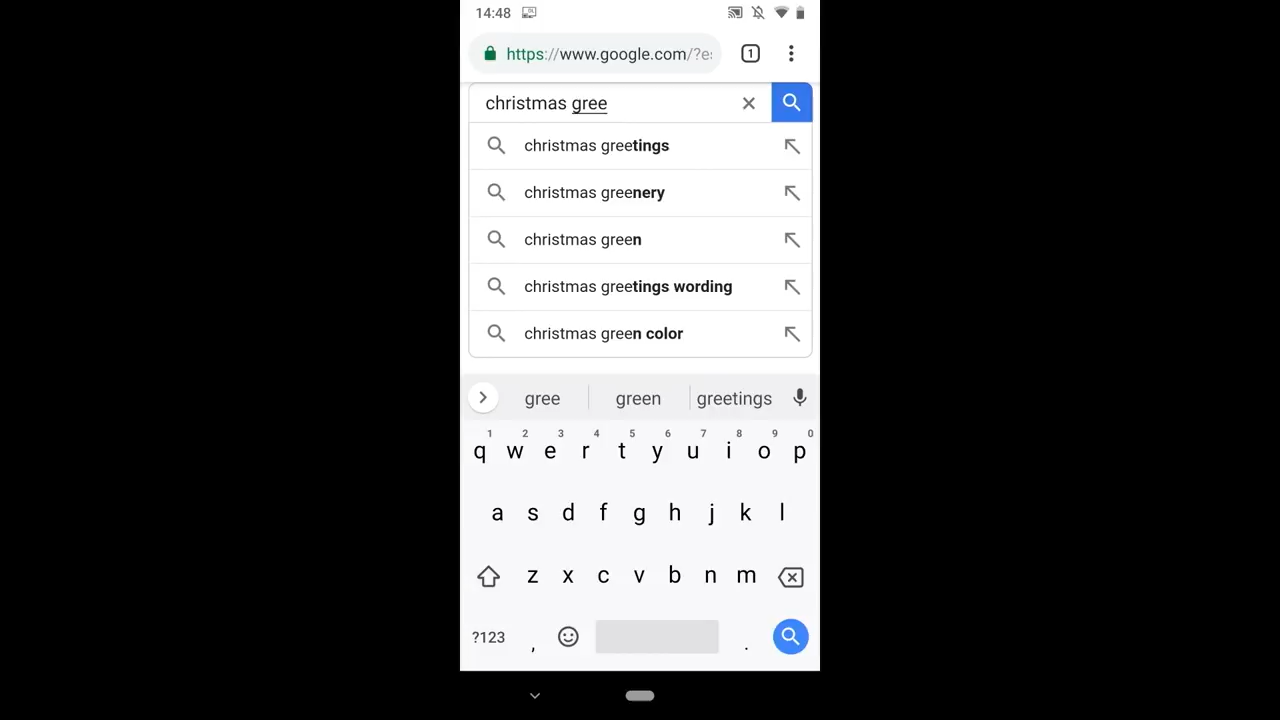 14:48
https://www.google.com/?e
1
christmas gree
christmas greetings
christmas greenery
christmas green
christmas greetings wording
christmas green color
gree green greetings
1 2 3 4 5 6 7 8 9 0
q w e r t y u i o p
a s d f g h j k l
z x c v b n m
?123 , .